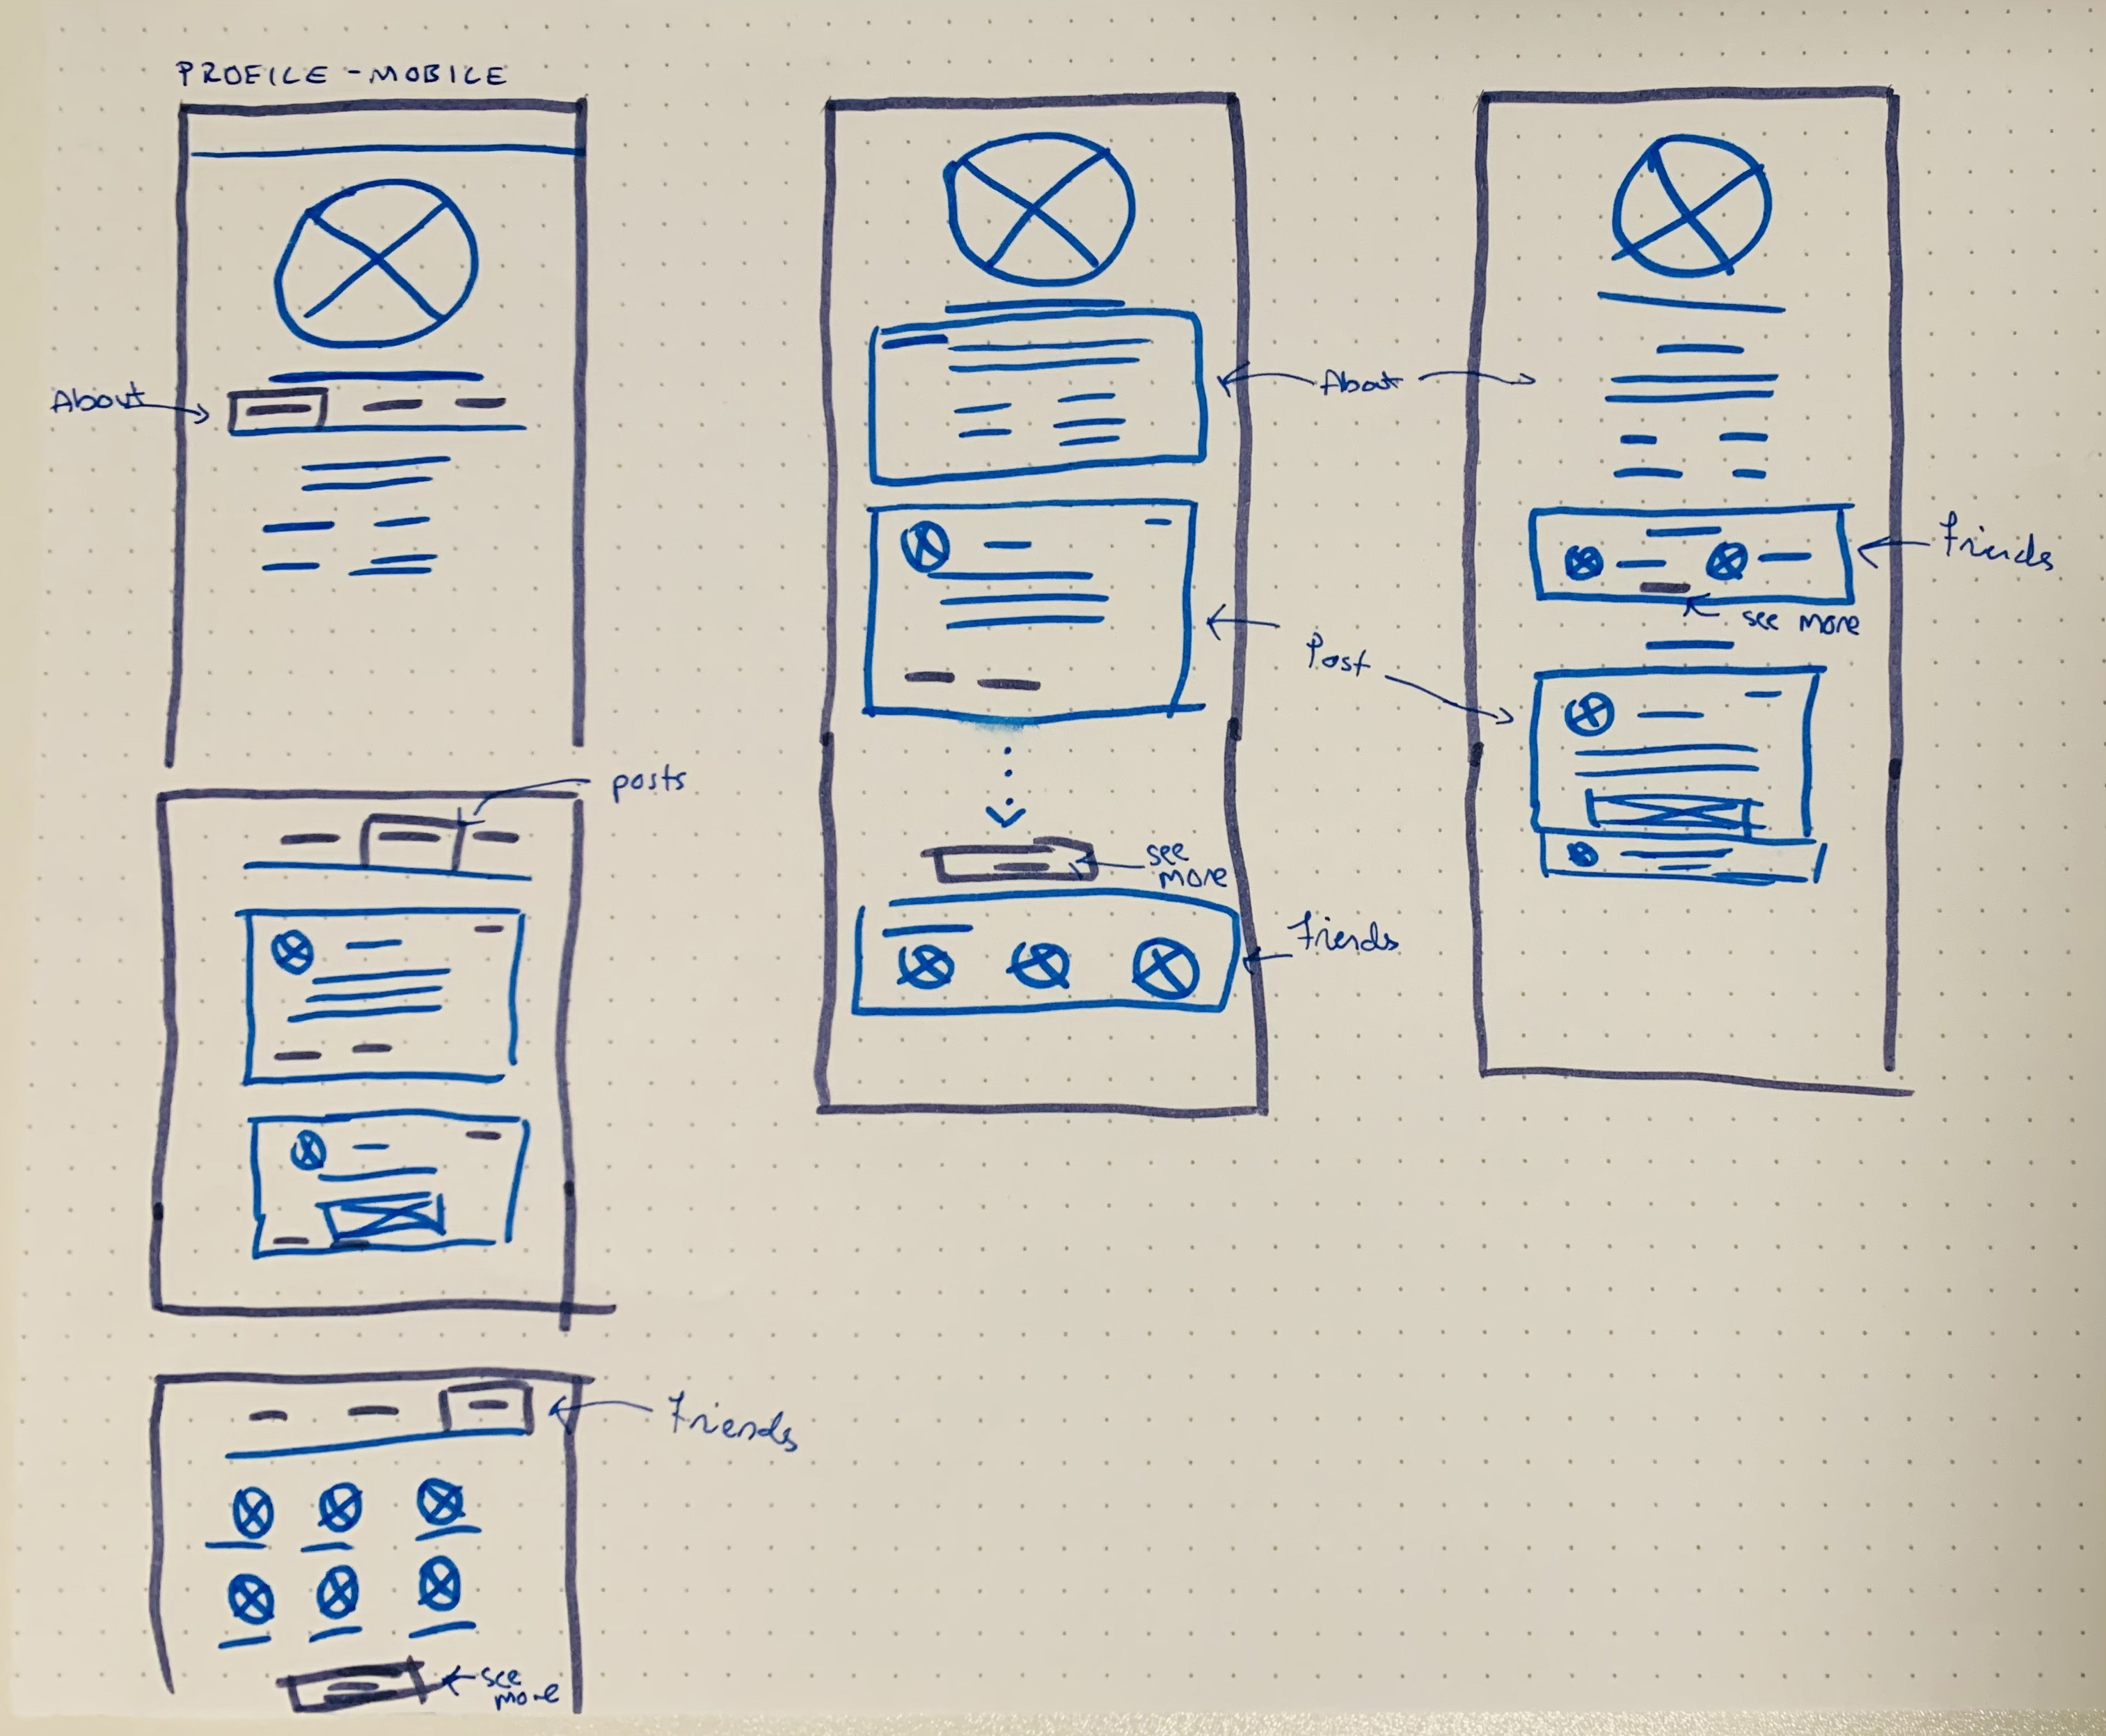 PROFILE - MOBILE
About
posts
Friends
see
more
About
Post
see
more
Friends
Friends
see more